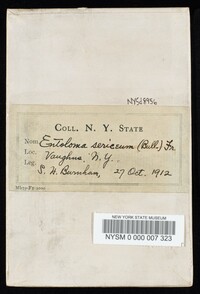 NYSf8956
COLL. N. Y. STATE
Nom. Entoloma sericeum (Bull.) Fr.
Loc. Vaughns N.Y.
Leg.
S. H. Burnham, 27 Oct. 1912
NEW YORK STATE MUSEUM
NYSM 0 000 007 323